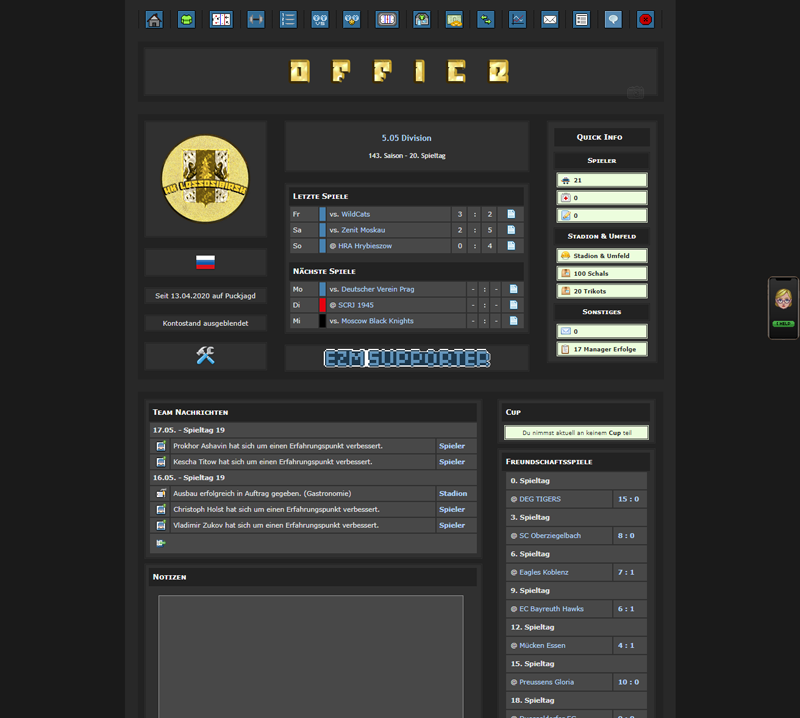 OFFICE
HK LESSOSIBIRSK
5.05 Division
143. Saison - 20. Spieltag
Letzte Spiele
Fr vs. WildCats 3 : 2
Sa vs. Zenit Moskau 2 : 5
So @ HRA Hrybieszow 0 : 4
Nächste Spiele
Mo vs. Deutscher Verein Prag - : -
Di @ SCRJ 1945 - : -
Mi vs. Moscow Black Knights - : -
EZM SUPPORTER
Quick Info
Spieler
21
0
0
Stadion & Umfeld
Stadion & Umfeld
100 Schals
20 Trikots
Sonstiges
0
17 Manager Erfolge
Seit 13.04.2020 auf Puckjagd
Kontostand ausgeblendet
CHILD
Team Nachrichten
17.05. - Spieltag 19
Prokhor Ashavin hat sich um einen Erfahrungspunkt verbessert. Spieler
Kescha Titow hat sich um einen Erfahrungspunkt verbessert. Spieler
16.05. - Spieltag 19
Ausbau erfolgreich in Auftrag gegeben. (Gastronomie) Stadion
Christoph Holst hat sich um einen Erfahrungspunkt verbessert. Spieler
Vladimir Zukov hat sich um einen Erfahrungspunkt verbessert. Spieler
Notizen
Cup
Du nimmst aktuell an keinem Cup teil
Freundschaftsspiele
0. Spieltag
@ DEG TIGERS 15 : 0
3. Spieltag
@ SC Oberziegelbach 8 : 0
6. Spieltag
@ Eagles Koblenz 7 : 1
9. Spieltag
@ EC Bayreuth Hawks 6 : 1
12. Spieltag
@ Mücken Essen 4 : 1
15. Spieltag
@ Preussens Gloria 10 : 0
18. Spieltag